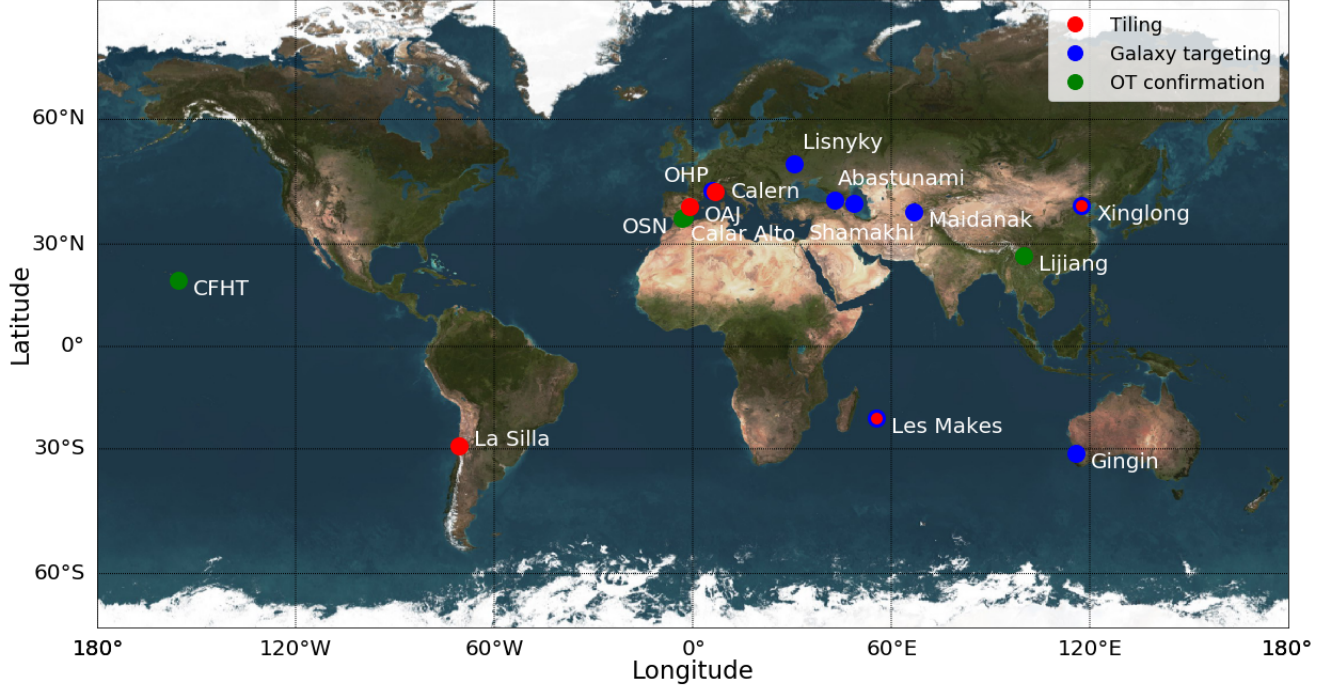 Tiling
Galaxy targeting
OT confirmation
60°N
30°N
0°
30°S
60°S
Latitude
Lisnyky
OHP
Calern
Abastunami
OAJ
OSN
Calar Alto
Shamakhi
Maidanak
Xinglong
Lijiang
CFHT
Les Makes
La Silla
Gingin
180°
120°W
60°W
0°
60°E
120°E
180°
Longitude